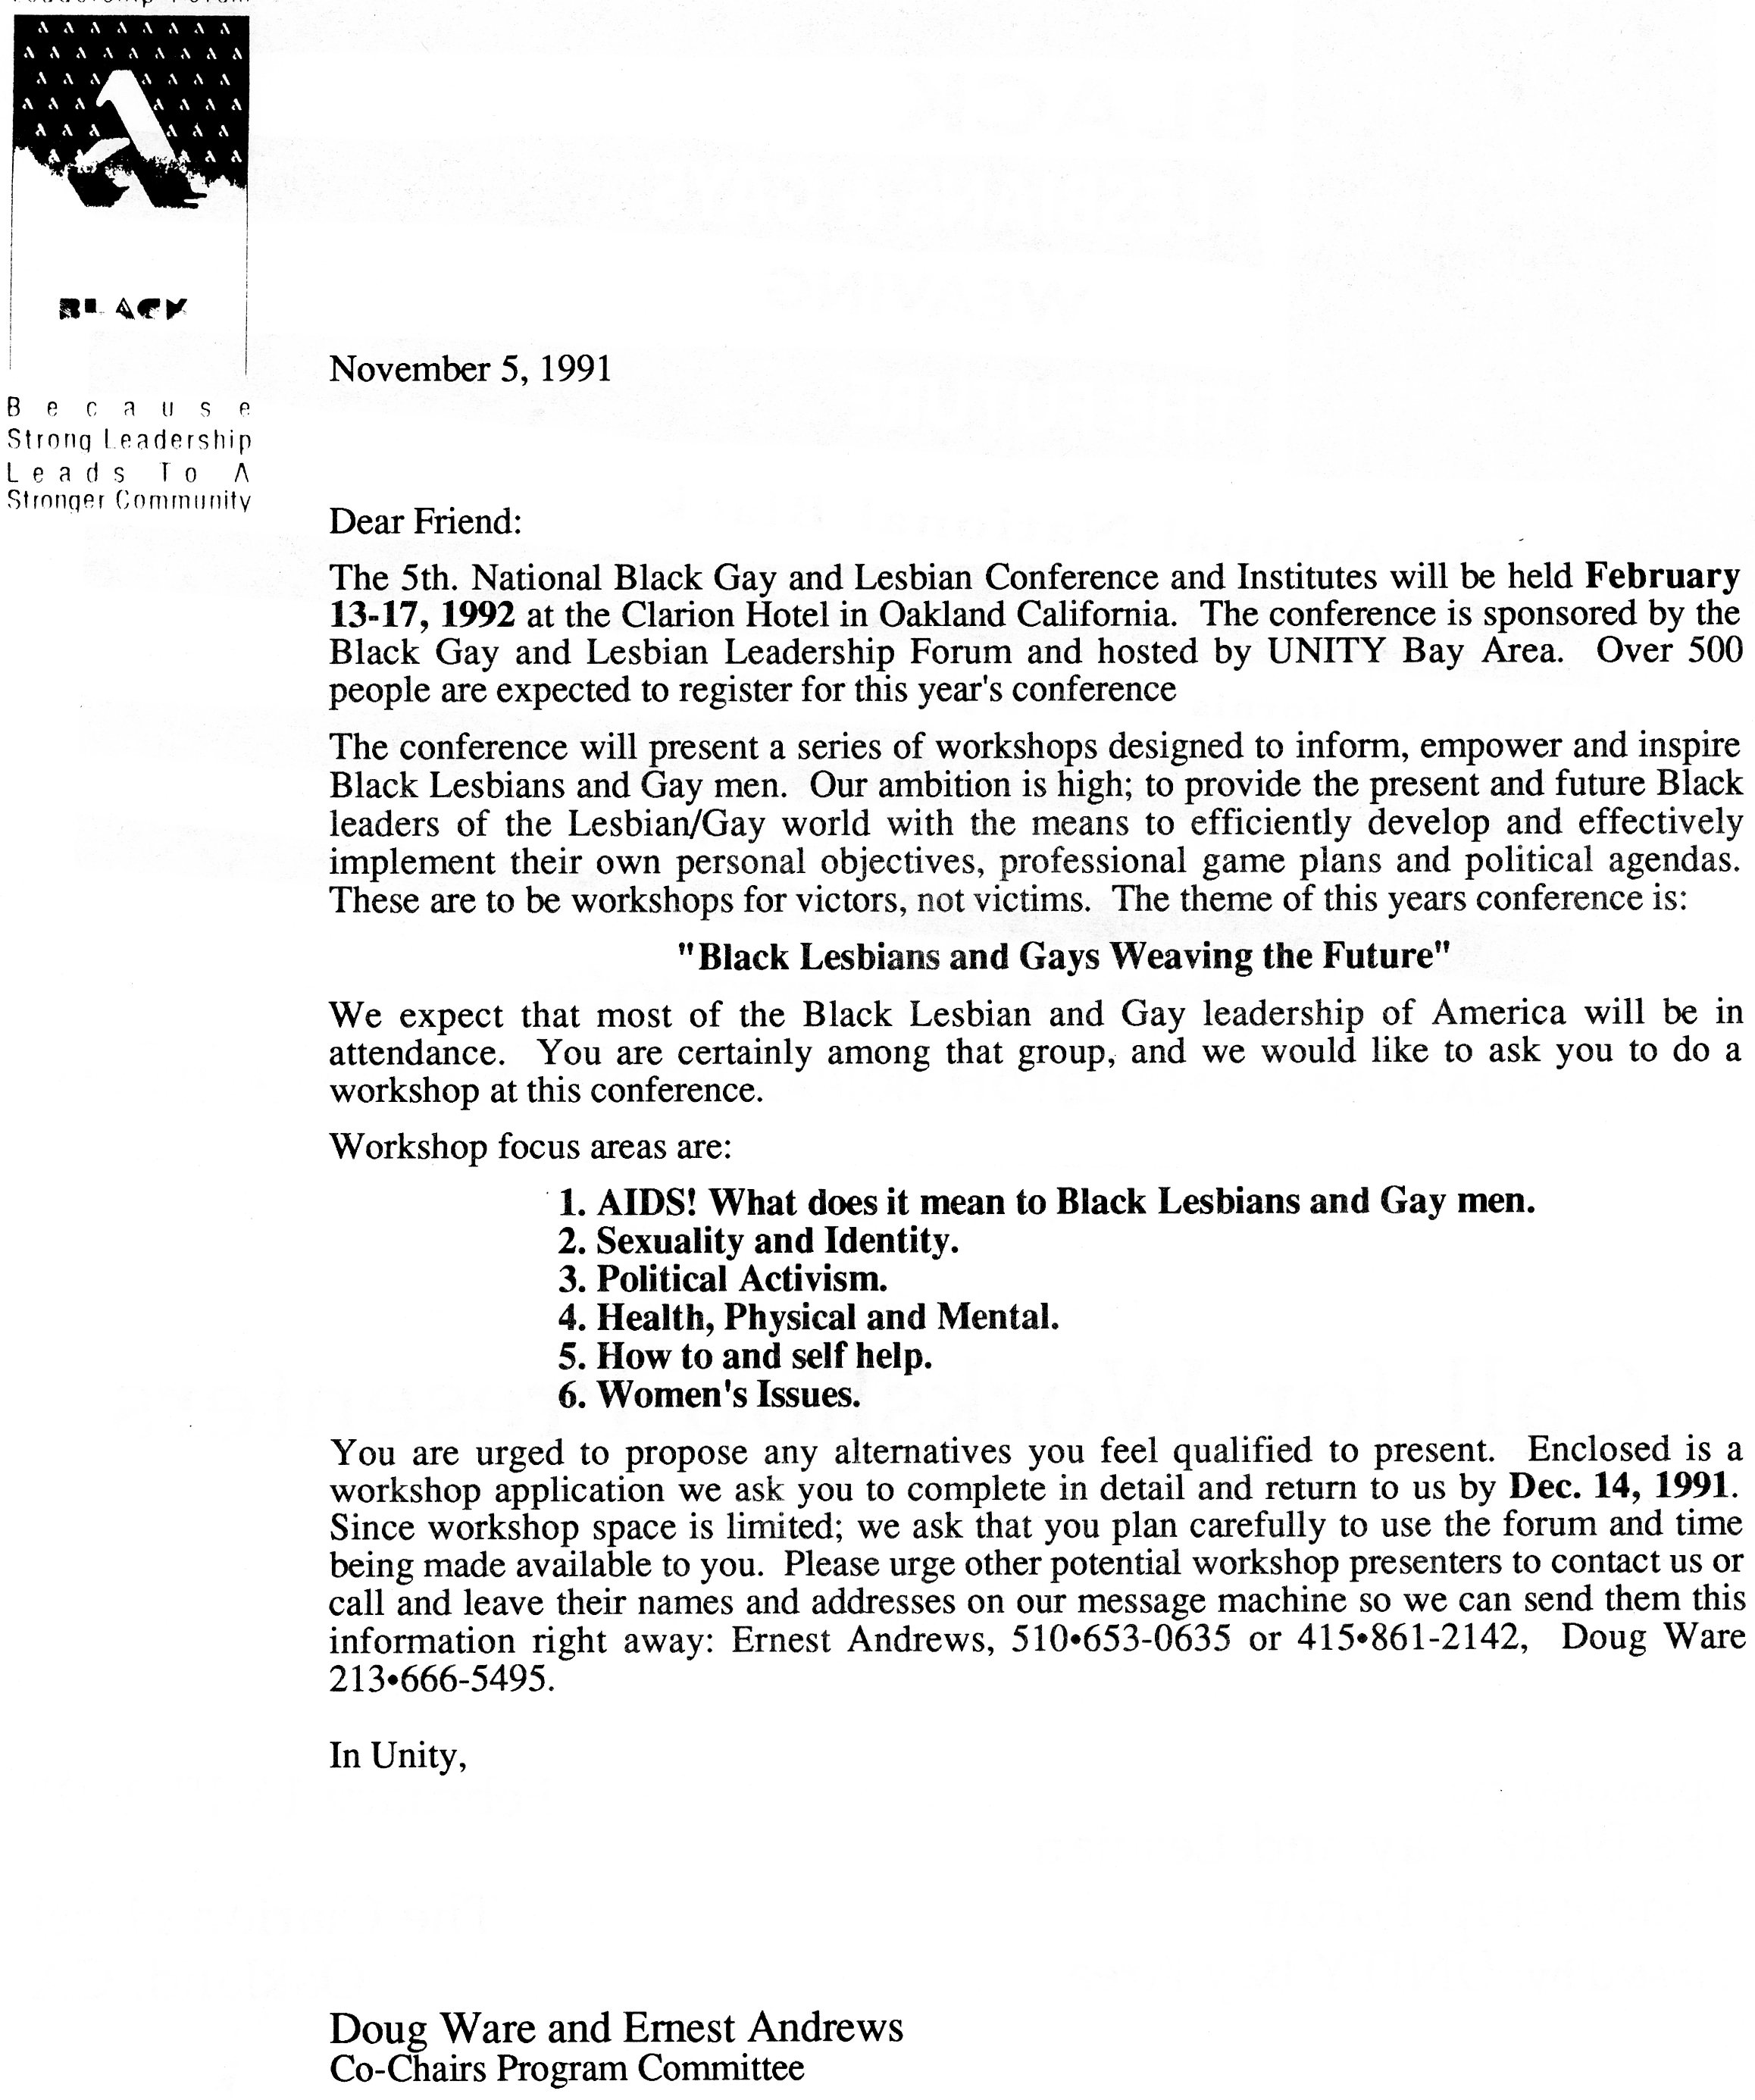 BLACK
Because
Strong Leadership
Leads To A
Stronger Community
November 5, 1991
Dear Friend:
The 5th. National Black Gay and Lesbian Conference and Institutes will be held February
13-17, 1992 at the Clarion Hotel in Oakland California. The conference is sponsored by the
Black Gay and Lesbian Leadership Forum and hosted by UNITY Bay Area. Over 500
people are expected to register for this year's conference
The conference will present a series of workshops designed to inform, empower and inspire
Black Lesbians and Gay men. Our ambition is high; to provide the present and future Black
leaders of the Lesbian/Gay world with the means to efficiently develop and effectively
implement their own personal objectives, professional game plans and political agendas.
These are to be workshops for victors, not victims. The theme of this years conference is:
"Black Lesbians and Gays Weaving the Future"
We expect that most of the Black Lesbian and Gay leadership of America will be in
attendance. You are certainly among that group, and we would like to ask you to do a
workshop at this conference.
Workshop focus areas are:
1. AIDS! What does it mean to Black Lesbians and Gay men.
2. Sexuality and Identity.
3. Political Activism.
4. Health, Physical and Mental.
5. How to and self help.
6. Women's Issues.
You are urged to propose any alternatives you feel qualified to present. Enclosed is a
workshop application we ask you to complete in detail and return to us by Dec. 14, 1991.
Since workshop space is limited; we ask that you plan carefully to use the forum and time
being made available to you. Please urge other potential workshop presenters to contact us or
call and leave their names and addresses on our message machine so we can send them this
information right away: Ernest Andrews, 510•653-0635 or 415•861-2142, Doug Ware
213•666-5495.
In Unity,
Doug Ware and Ernest Andrews
Co-Chairs Program Committee